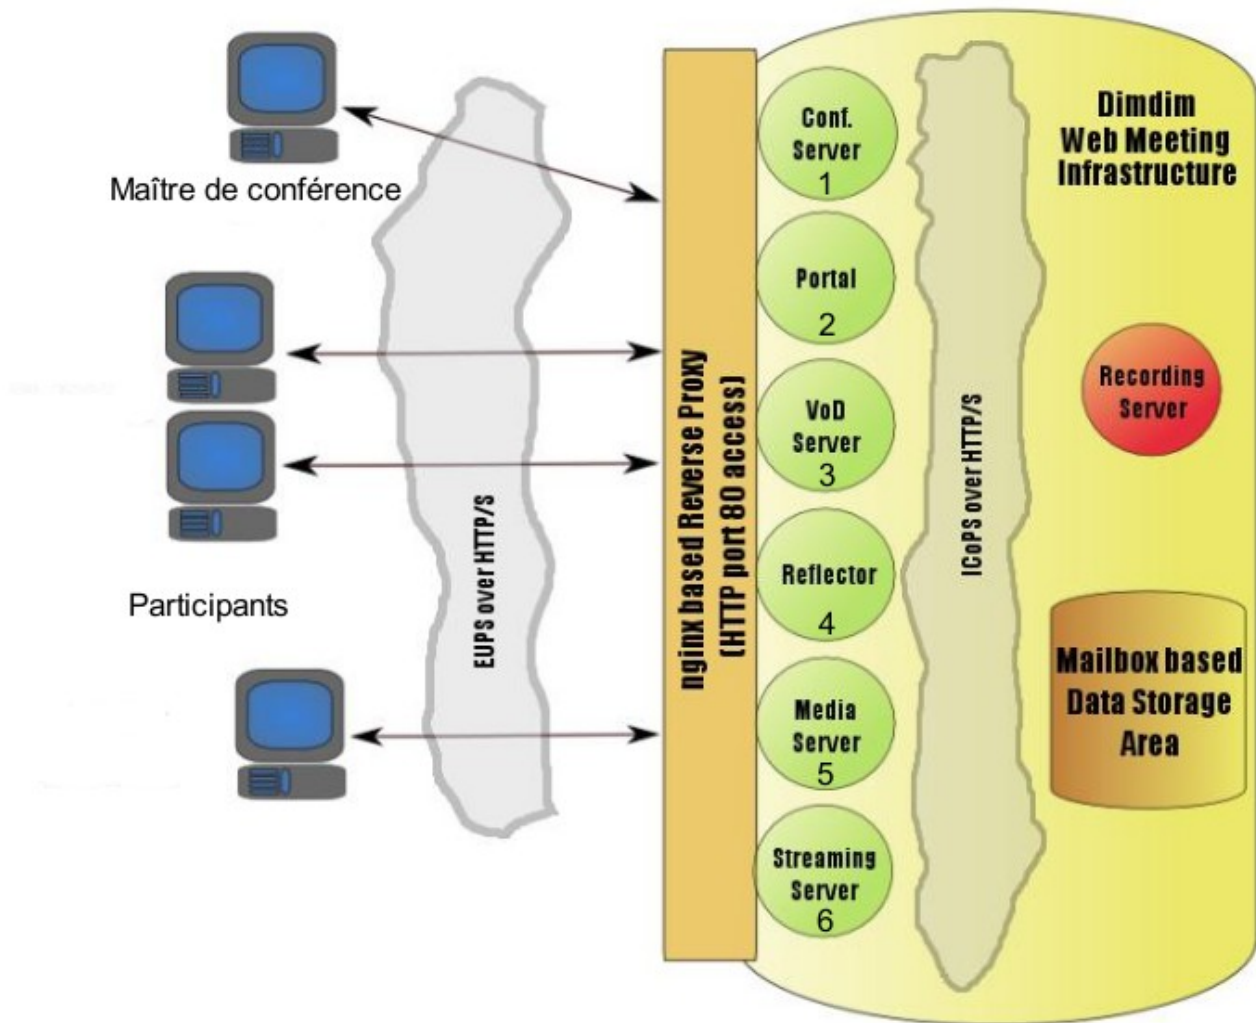 Maître de conférence
Participants
EUPS over HTTP/S
nginx based Reverse Proxy
(HTTP port 80 access)
Conf.
Server
1
Portal
2
VoD
Server
3
Reflector
4
Media
Server
5
Streaming
Server
6
ICoPS over HTTP/S
Dimdim
Web Meeting
Infrastructure
Recording
Server
Mailbox based
Data Storage
Area